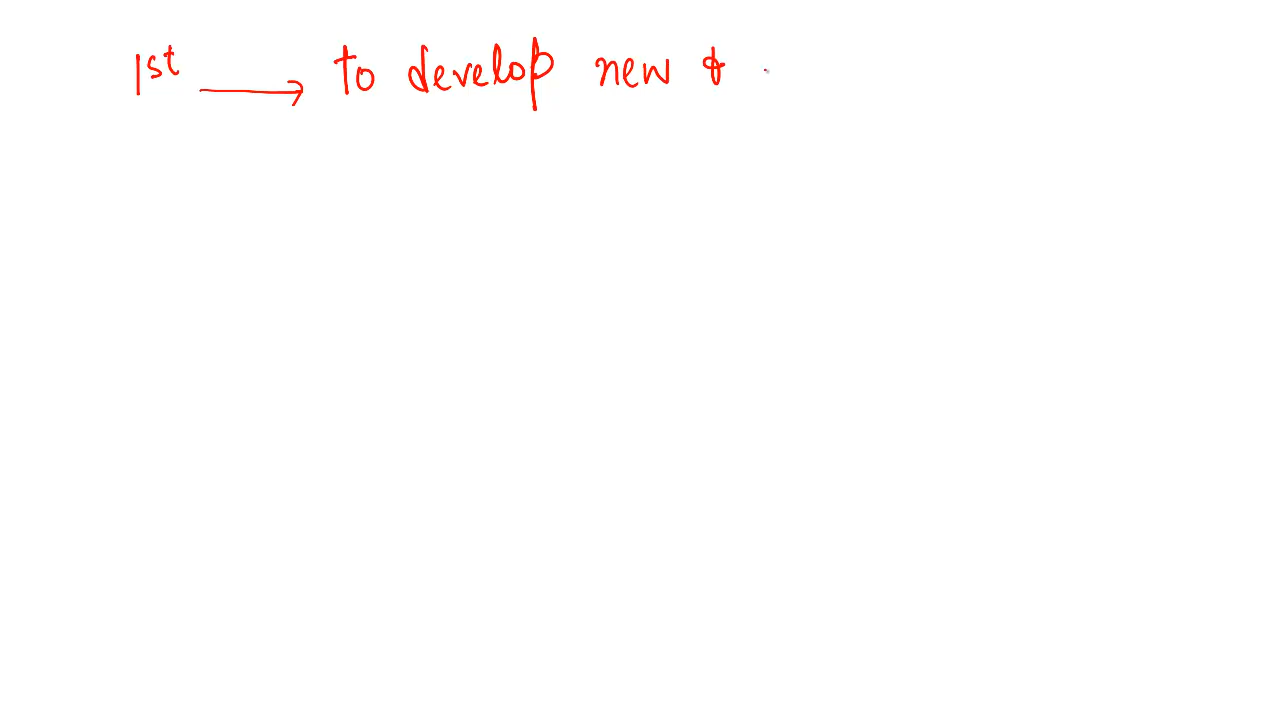 1st → to develop new &